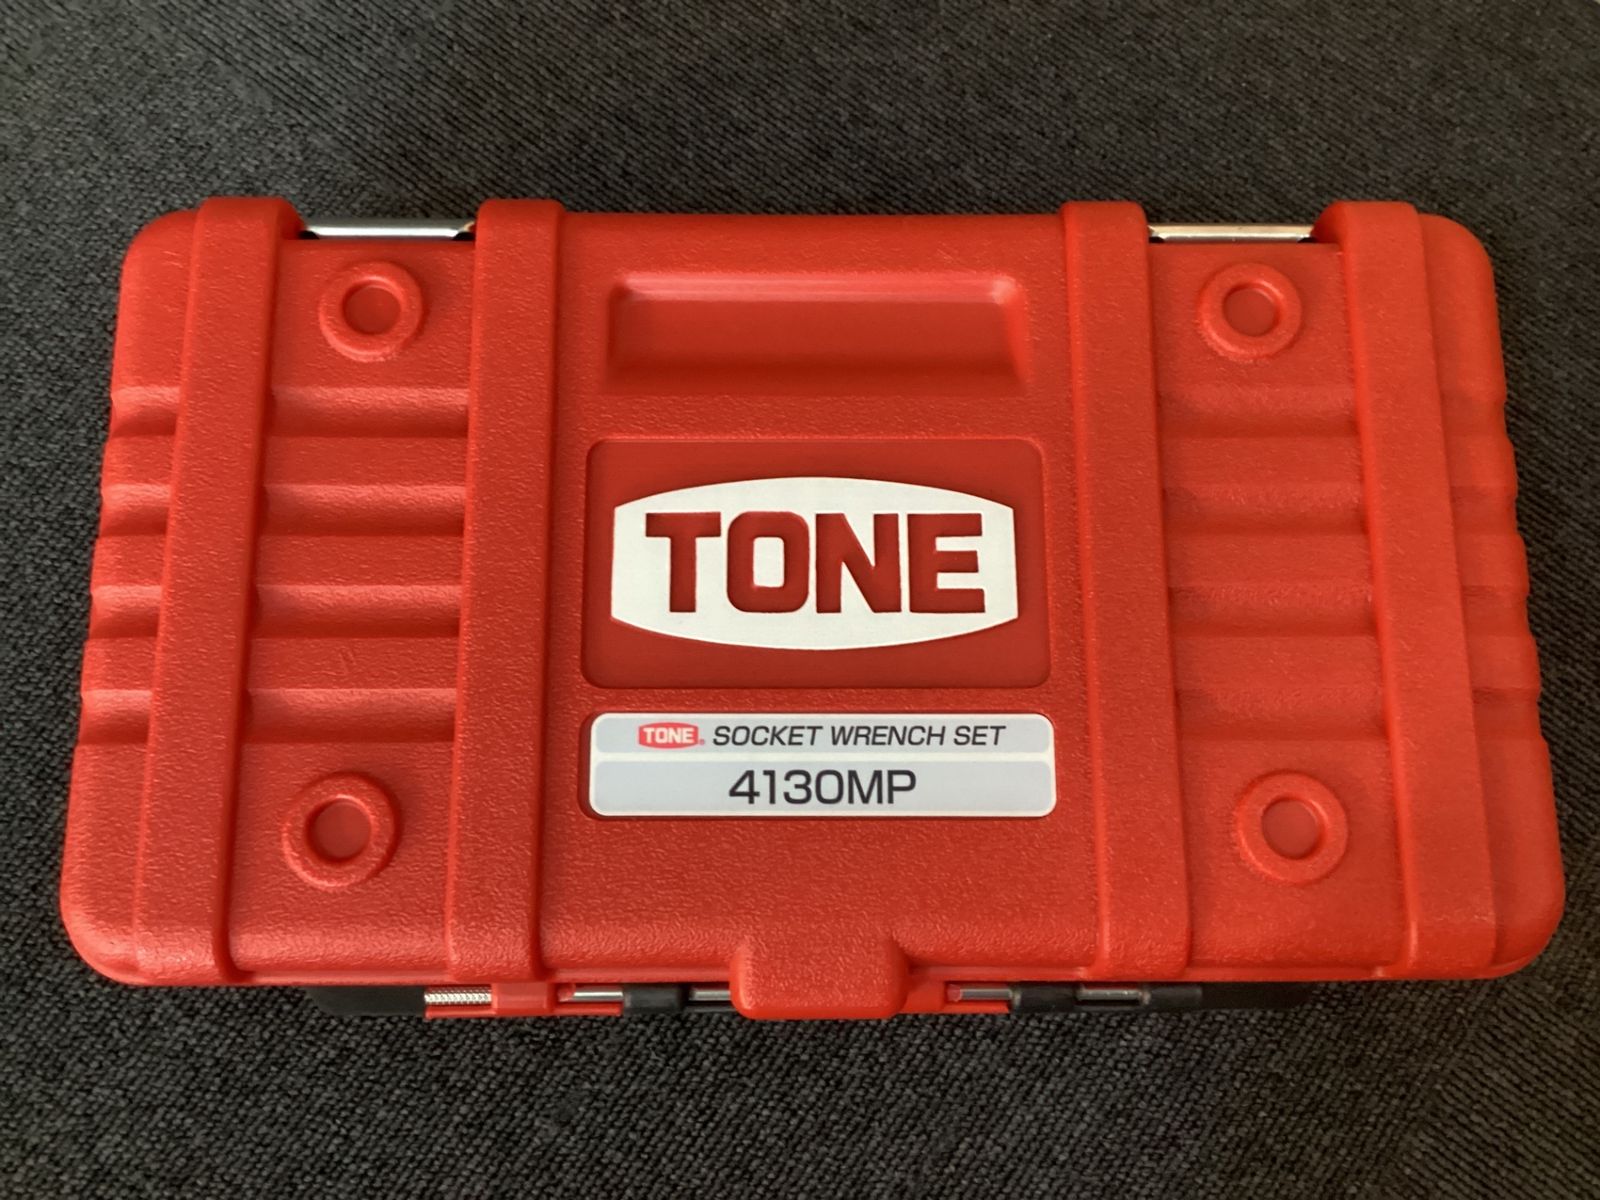 TONE
TONE® SOCKET WRENCH SET
4130MP